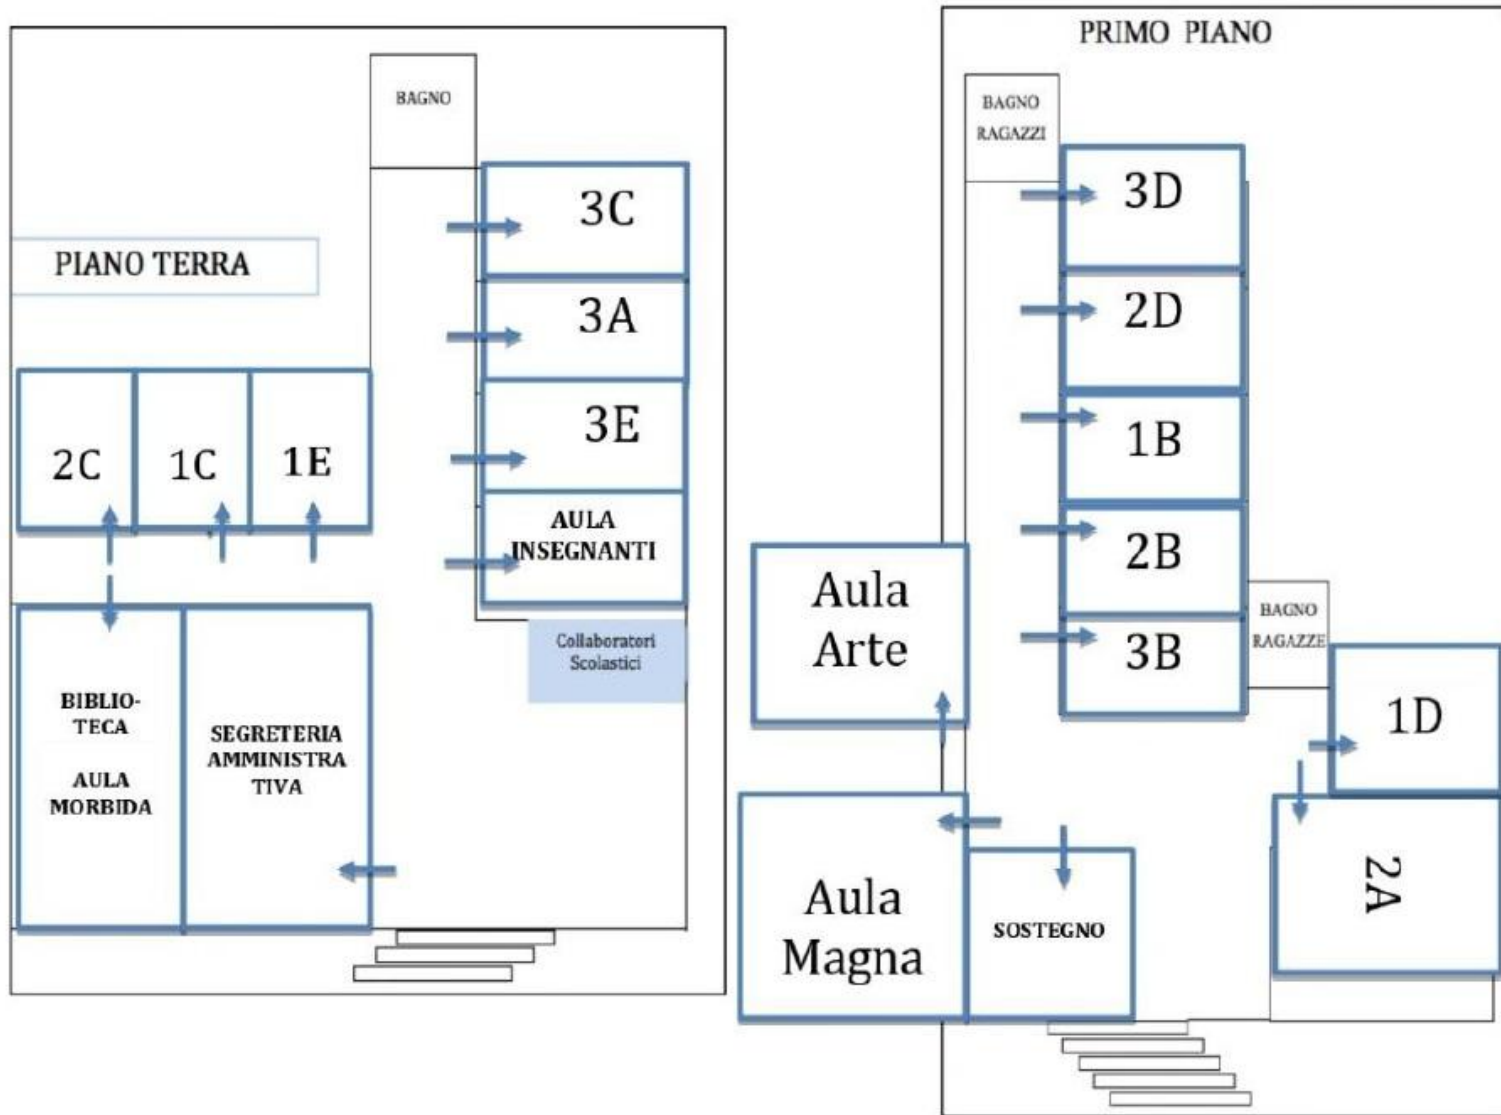 PIANO TERRA
BAGNO
3C
3A
3E
AULA
INSEGNANTI
Collaboratori
Scolastici
2C
1C
1E
BIBLIO-
TECA
AULA
MORBIDA
SEGRETERIA
AMMINISTRA
TIVA
PRIMO PIANO
BAGNO
RAGAZZI
3D
2D
1B
2B
3B
BAGNO
RAGAZZE
1D
2A
Aula
Arte
Aula
Magna
SOSTEGNO